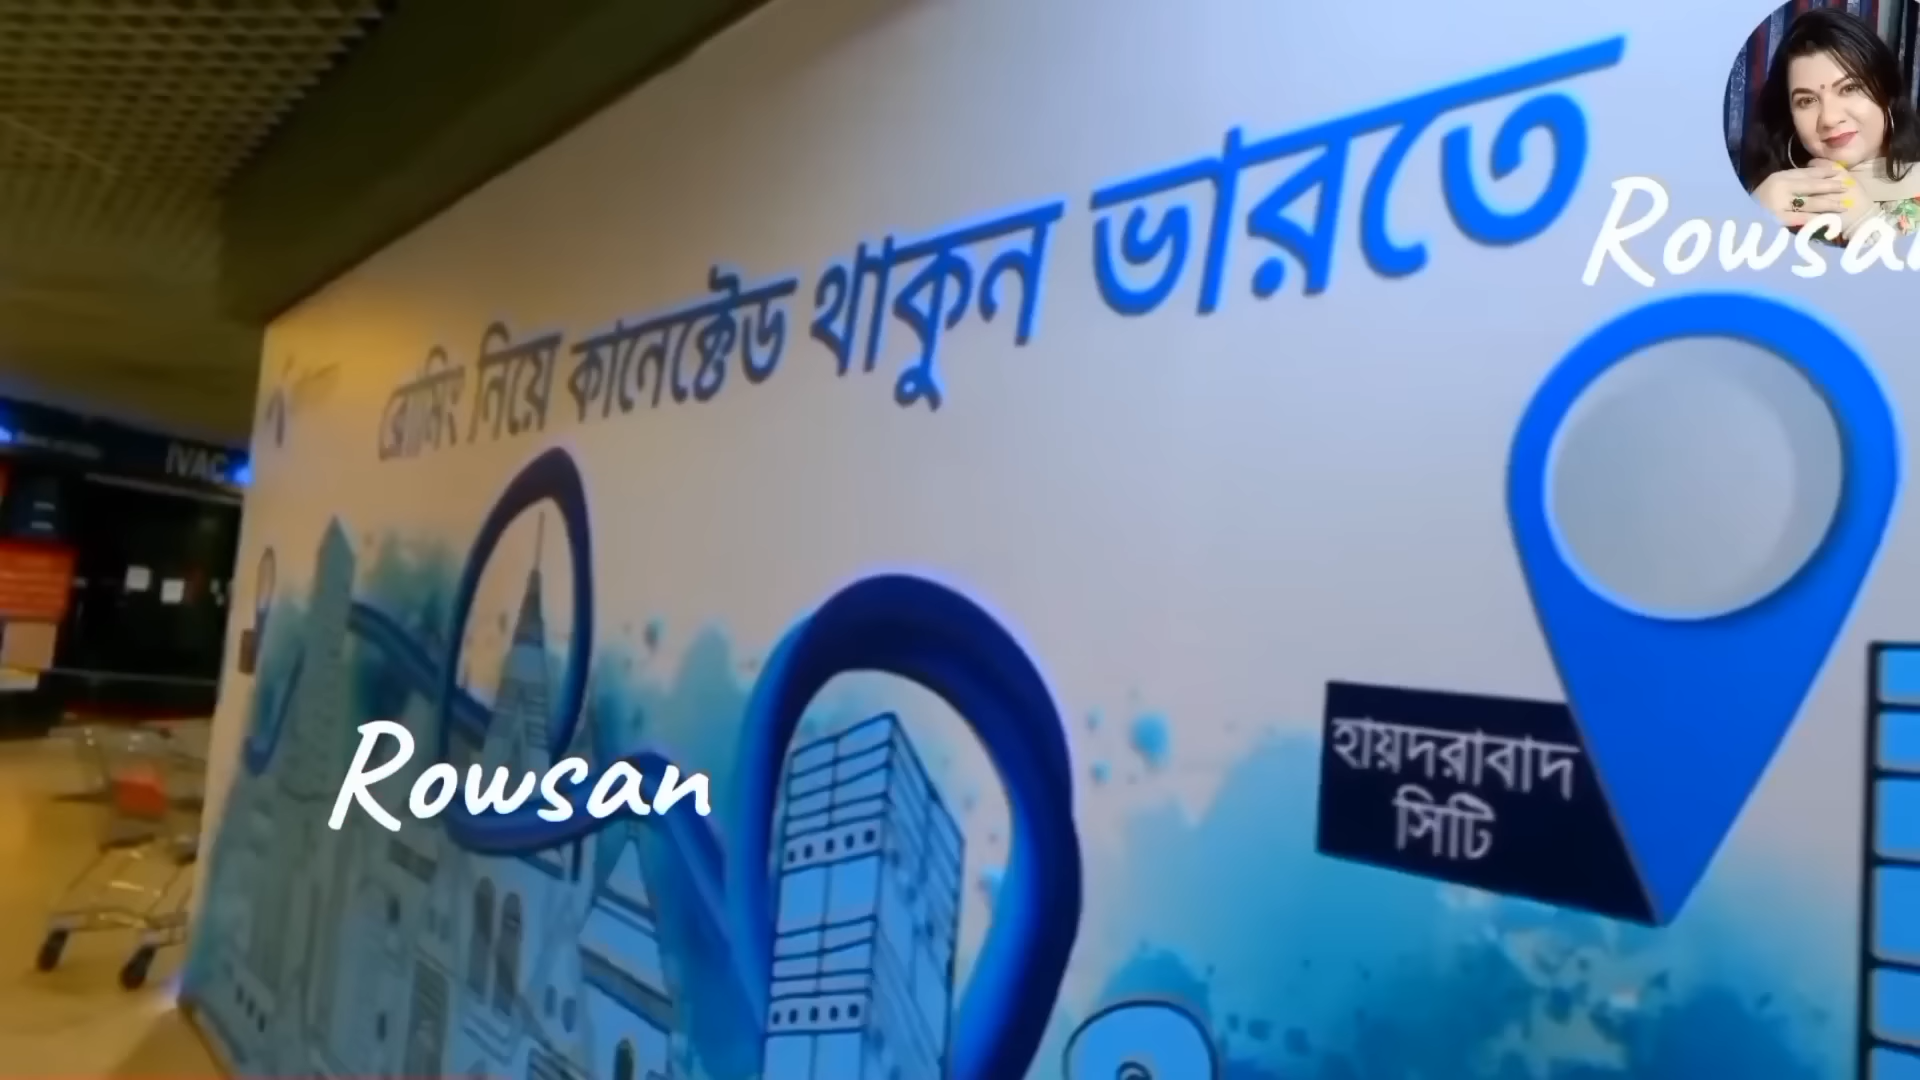 রোমিং নিয়ে কানেক্টেড থাকুন ভারতে
Rowsan
IVAC
Rowsan
হায়দরাবাদ
সিটি